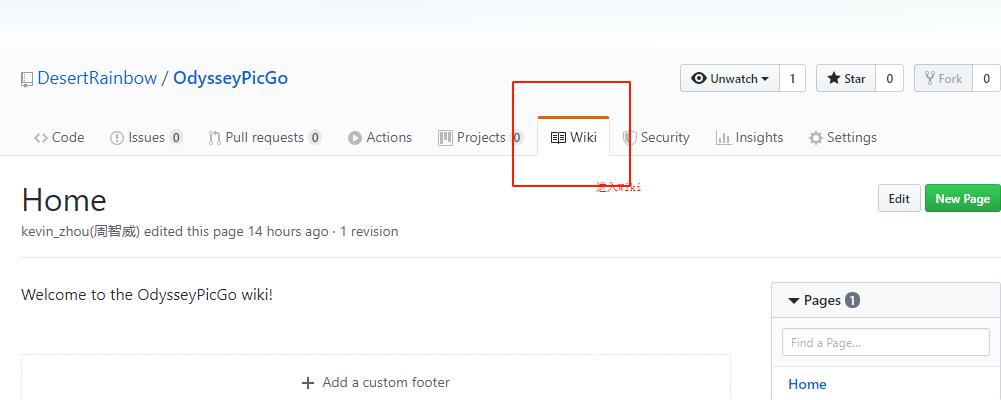 DesertRainbow / OdysseyPicGo
Unwatch 1 Star 0 Fork 0
Code Issues 0 Pull requests 0 Actions Projects 0 Wiki Security Insights Settings
进入Wiki
Home
Edit New Page
kevin_zhou(周智威) edited this page 14 hours ago · 1 revision
Welcome to the OdysseyPicGo wiki!
Pages 1
Find a Page...
Home
Add a custom footer